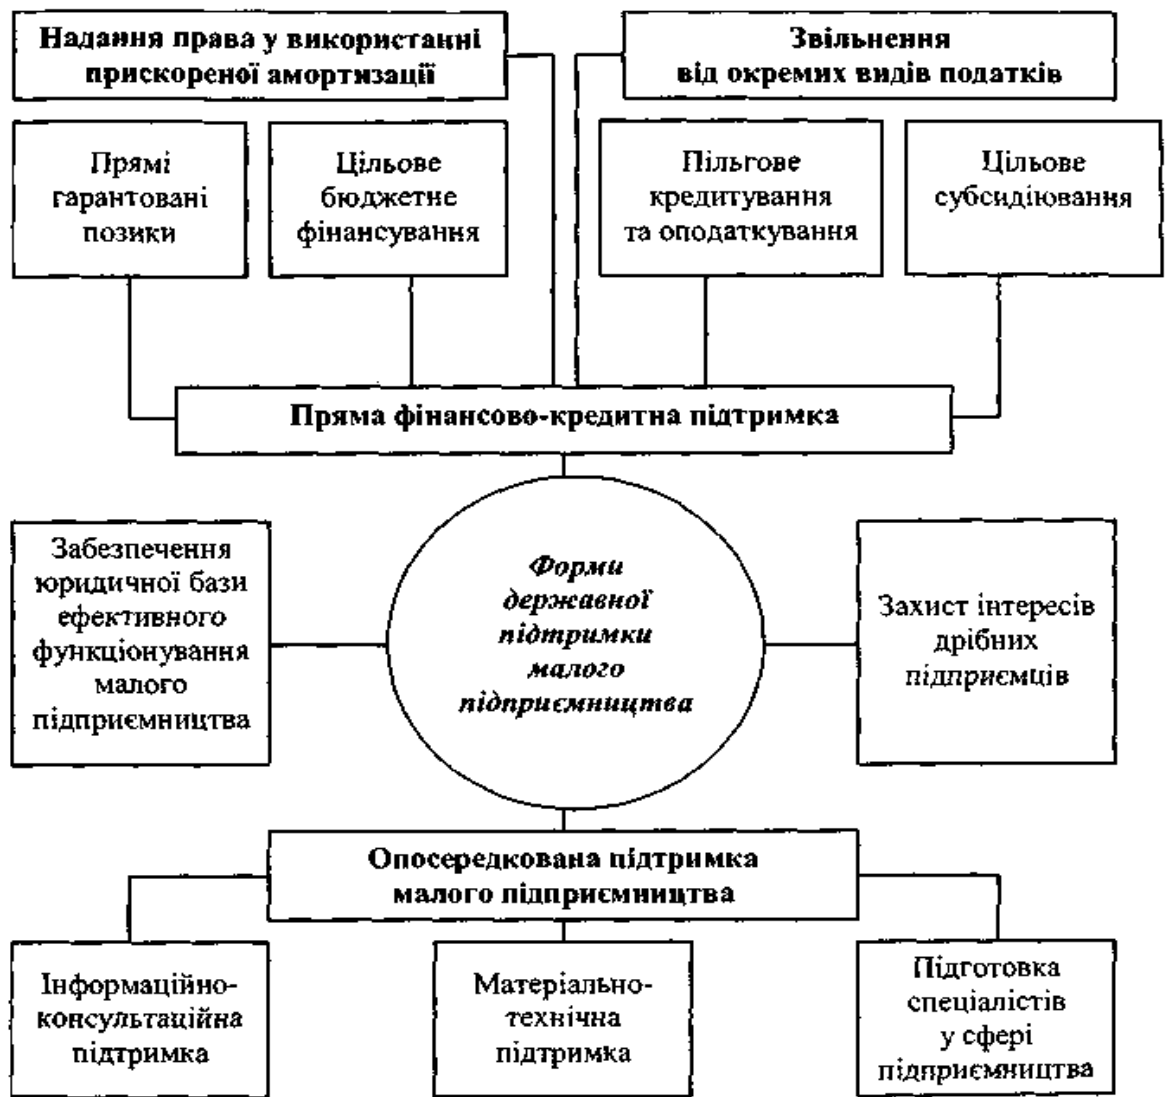 Надання права у використанні
прискореної амортизації
Звільнення
від окремих видів податків
Прямі
гарантовані
позики
Цільове
бюджетне
фінансування
Пільгове
кредитування
та оподаткування
Цільове
субсидіювання
Пряма фінансово-кредитна підтримка
Забезпечення
юридичної бази
ефективного
функціонування
малого
підприємництва
Форми
державної
підтримки
малого
підприємництва
Захист інтересів
дрібних
підприємців
Опосередкована підтримка
малого підприємництва
Інформаційно-
консультаційна
підтримка
Матеріально-
технічна
підтримка
Підготовка
спеціалістів
у сфері
підприємництва